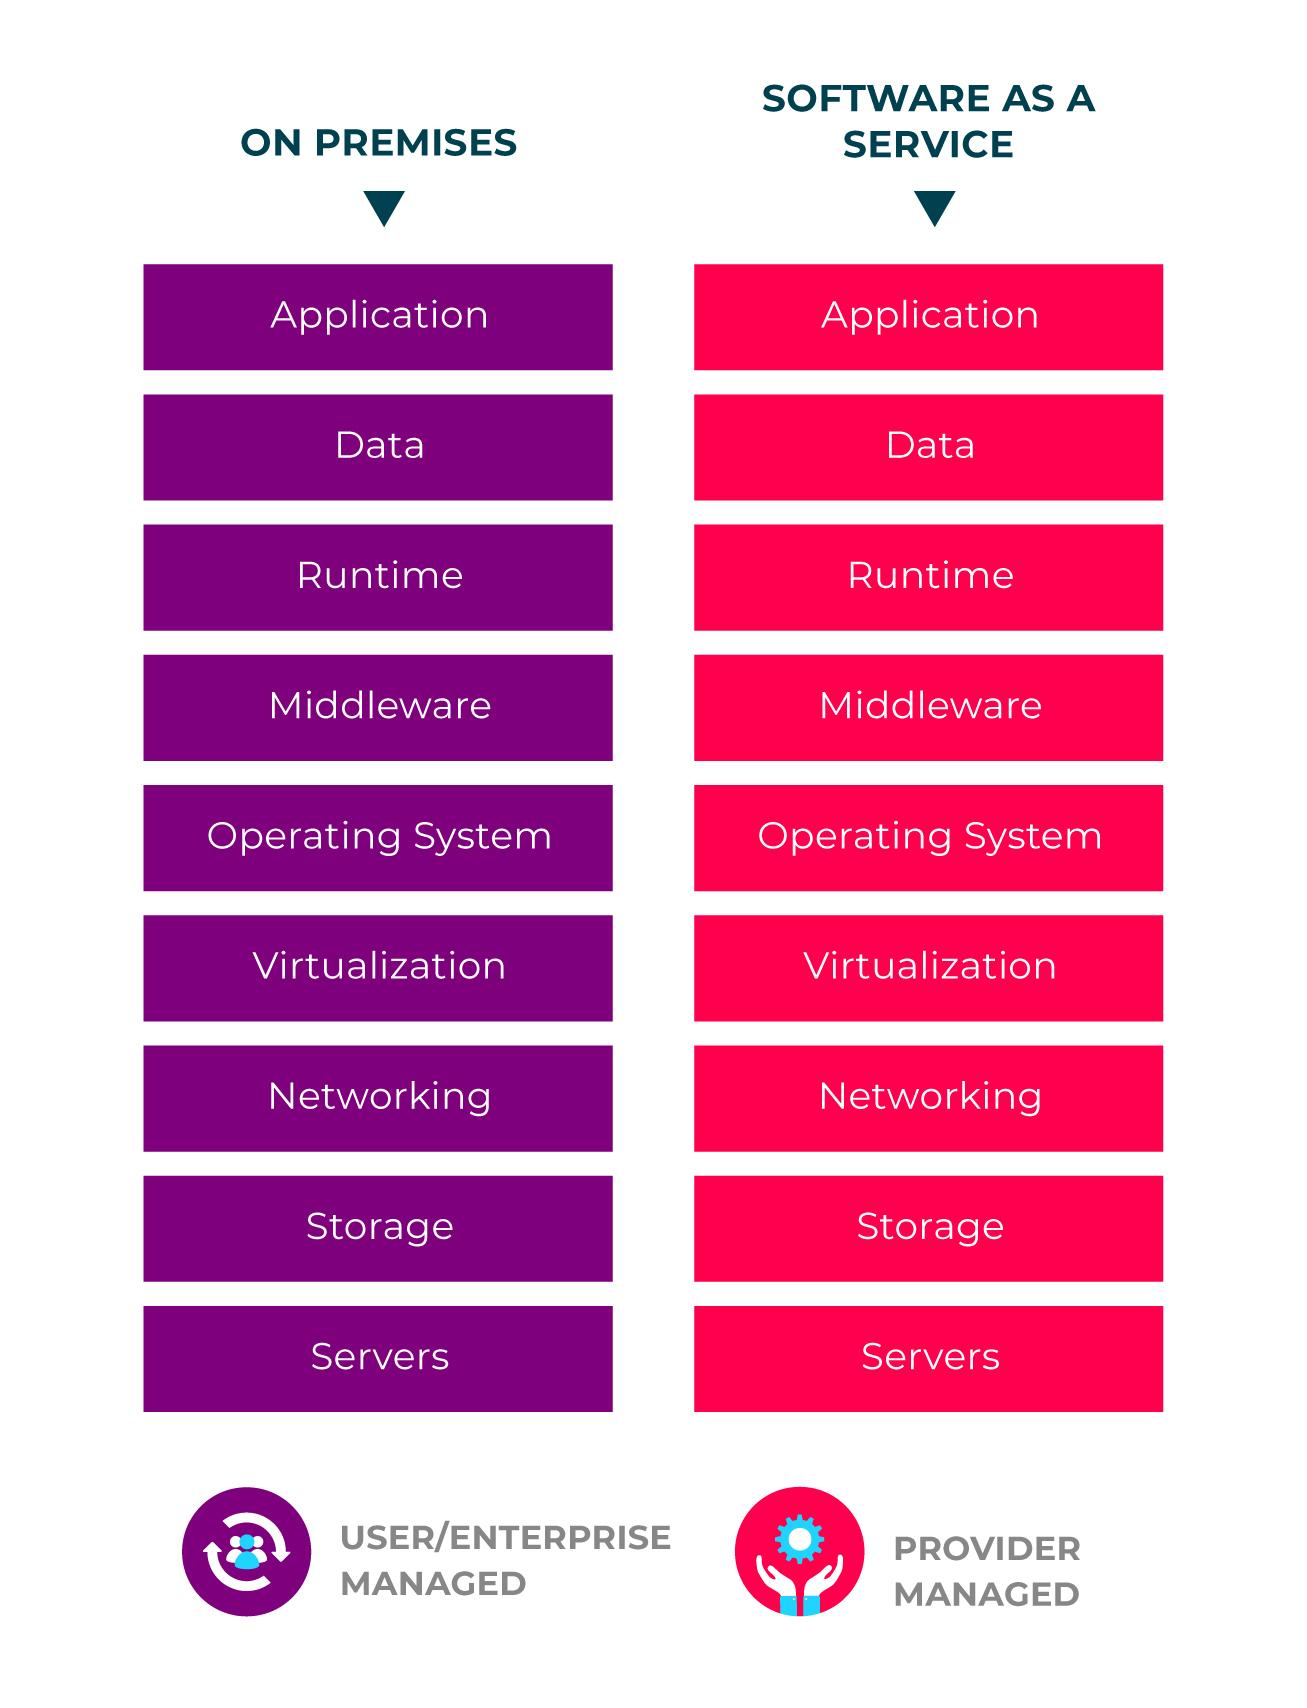 ON PREMISES
Application
Data
Runtime
Middleware
Operating System
Virtualization
Networking
Storage
Servers
SOFTWARE AS A
SERVICE
Application
Data
Runtime
Middleware
Operating System
Virtualization
Networking
Storage
Servers
USER/ENTERPRISE
MANAGED
PROVIDER
MANAGED